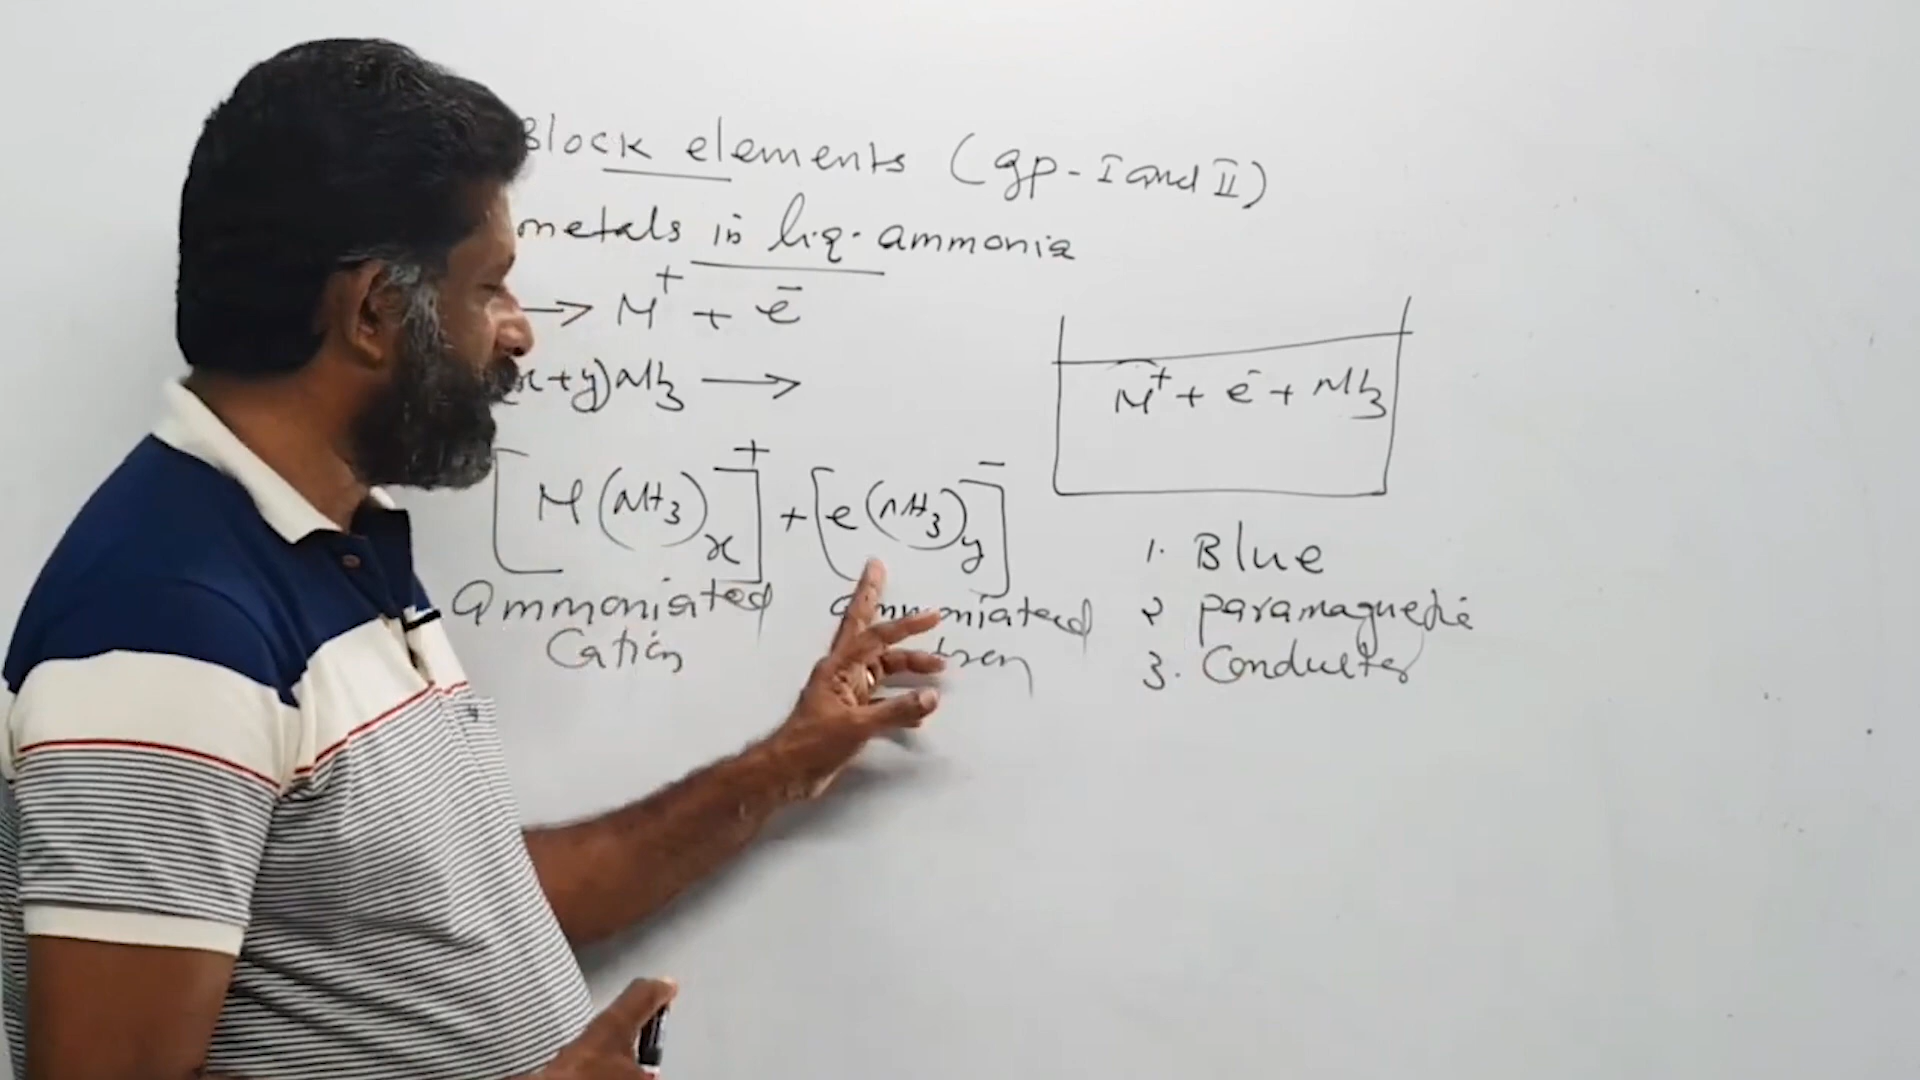 Block elements (gp-I and II)
metals in liq. ammonia
→ M⁺ + e⁻
x+y)NH₃ →
[M(NH₃)ₓ]⁺ + [e(NH₃)y]⁻
Ammoniated ammoniated
Cation
M⁺ + e⁻ + NH₃
1. Blue
2 paramagnetic
3. Conductor